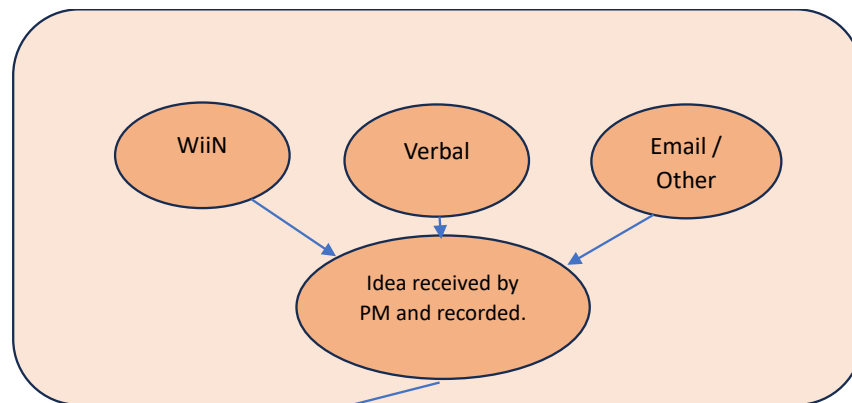 WiiN
Verbal
Email /
Other
Idea received by
PM and recorded.